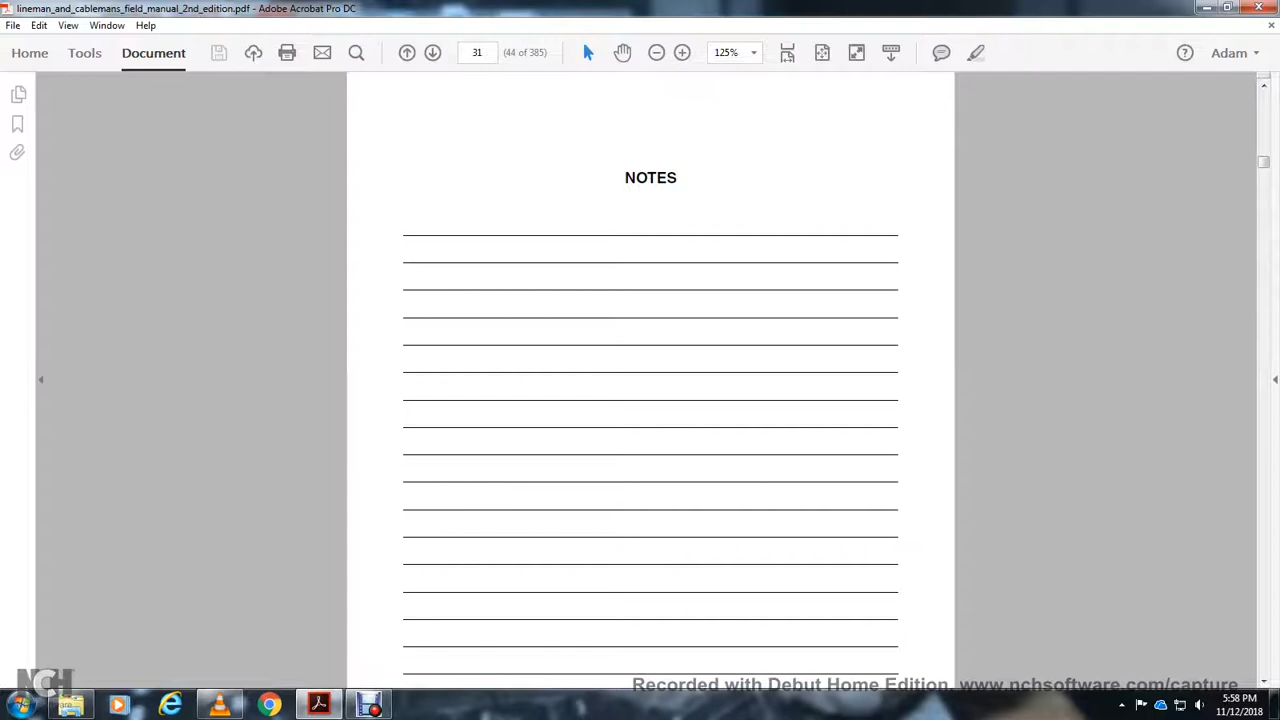 lineman_and_cablemans_field_manual_2nd_edition.pdf - Adobe Acrobat Pro DC
File Edit View Window Help
Home Tools Document 31 (44 of 385) 125% Adam
NOTES
NCH
Recorded with Debut Home Edition. www.nchsoftware.com/capture
5:58 PM
11/12/2018